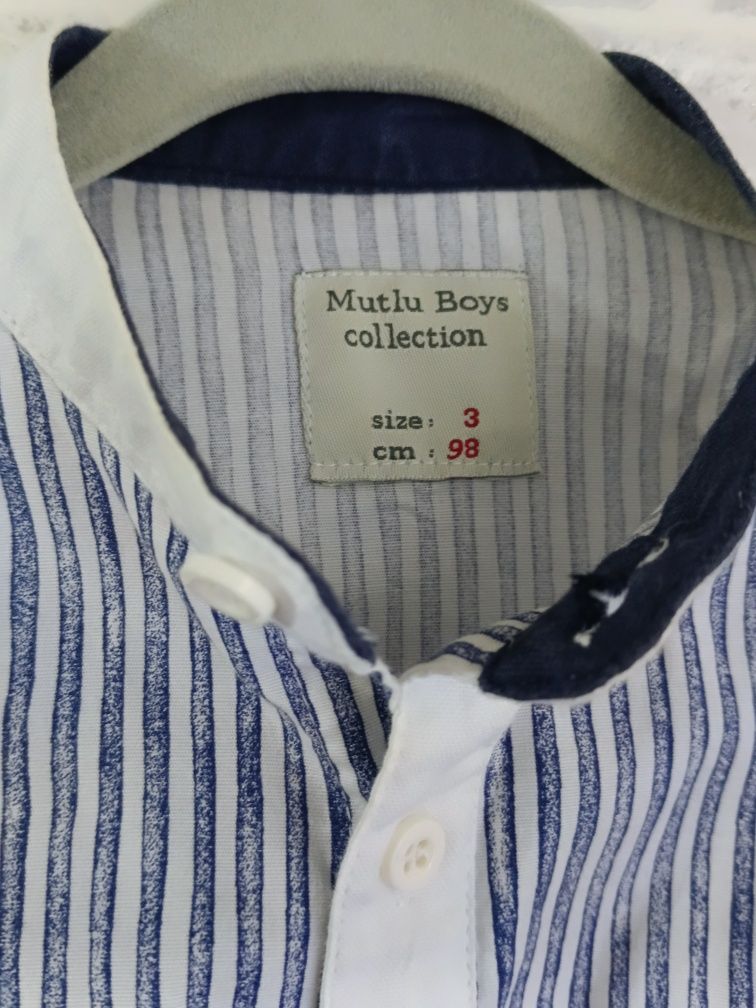 Mutlu Boys
collection
size: 3
cm : 98